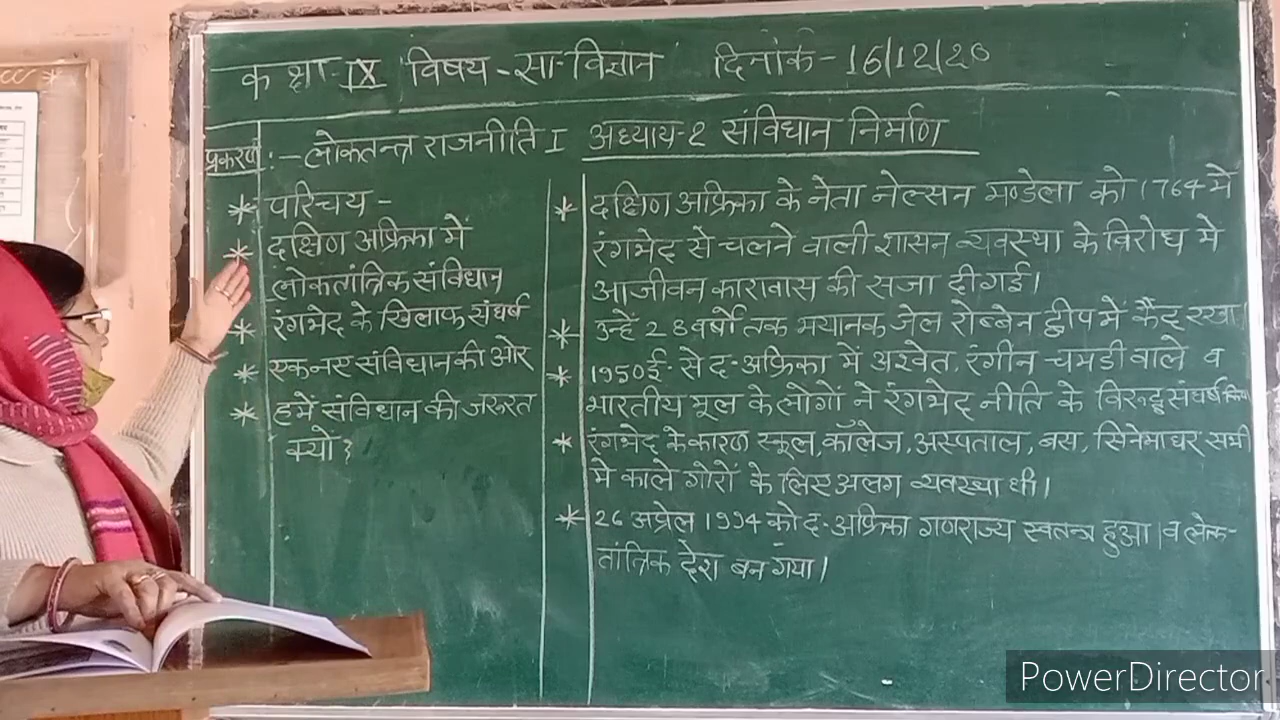 कक्षा-IX विषय-सा॰विज्ञान दिनांक-16/12/20
प्रकरण:- लोकतन्त्र राजनीति I अध्याय-2 संविधान निर्माण
* परिचय-
* दक्षिण अफ्रिका में
लोकतांत्रिक संविधान
* रंगभेद के खिलाफ संघर्ष
* एक नए संविधान की ओर
* हमें संविधान की जरूरत
क्यों?
* दक्षिण अफ्रिका के नेता नेल्सन मण्डेला को 1764 में
रंगभेद से चलने वाली शासन व्यवस्था के विरोध में
आजीवन कारावास की सजा दी गई।
* उन्हें 28 वर्षो तक भयानक जेल रोब्बेन द्वीप में कैद रखा।
* 1950ई॰ से द॰ अफ्रिका में अश्वेत, रंगीन चमडी वाले व
भारतीय मूल के लोगों ने रंगभेद नीति के विरूद्ध संघर्ष किया
* रंगभेद के कारण स्कूल, कॉलेज, अस्पताल, बस, सिनेमाघर सभी
में काले गोरों के लिए अलग व्यवस्था थी।
* 26 अप्रेल 1994 को द॰ अफ्रिका गणराज्य स्वतन्त्र हुआ। व लोक-
तांत्रिक देश बन गया।
PowerDirector